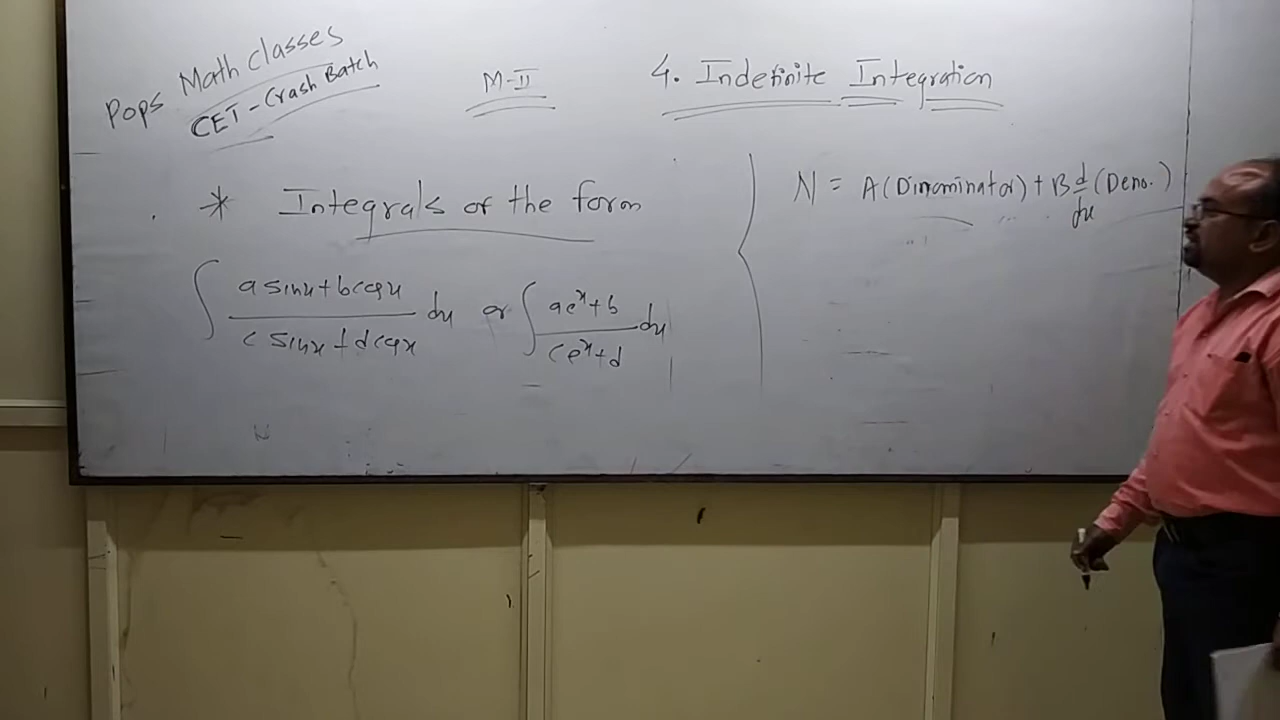 Pops Math Classes
CET - Crash Batch
M-II
4. Indefinite Integration
* Integrals of the form
∫ (a sinx + b cosx)/(c sinx + d cosx) dx or ∫ (ae^x + b)/(ce^x + d) dx
N = A(Dinominator) + B d/dx (Deno.)
N